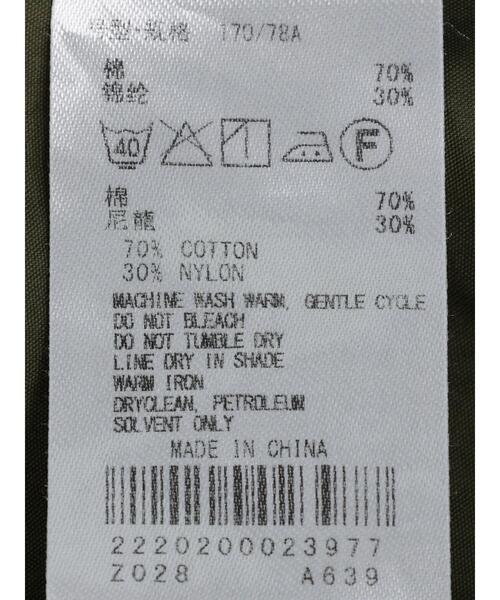 号型·规格 170/78A
棉 70%
锦纶 30%
40 F
棉 70%
尼龍 30%
70% COTTON
30% NYLON
MACHINE WASH WARM, GENTLE CYCLE
DO NOT BLEACH
DO NOT TUMBLE DRY
LINE DRY IN SHADE
WARM IRON
DRYCLEAN, PETROLEUM
SOLVENT ONLY
MADE IN CHINA
2220200023977
Z028 A639